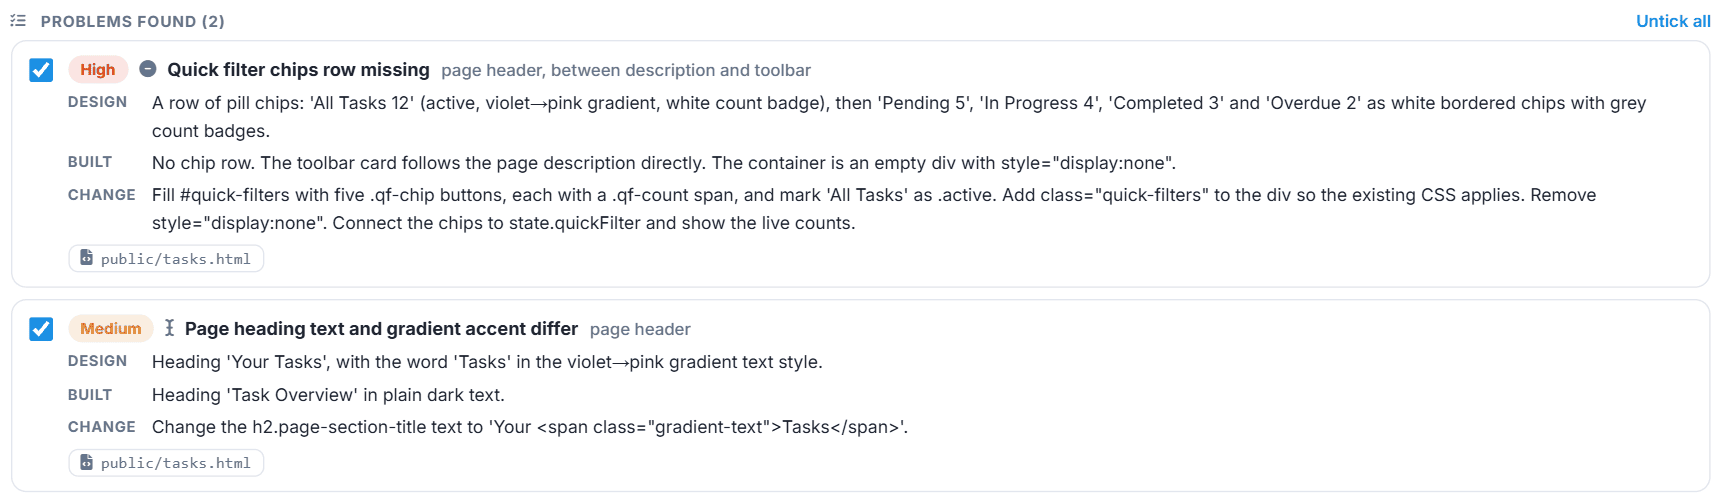 PROBLEMS FOUND (2)
Untick all
High Quick filter chips row missing page header, between description and toolbar
DESIGN A row of pill chips: 'All Tasks 12' (active, violet→pink gradient, white count badge), then 'Pending 5', 'In Progress 4', 'Completed 3' and 'Overdue 2' as white bordered chips with grey
count badges.
BUILT No chip row. The toolbar card follows the page description directly. The container is an empty div with style="display:none".
CHANGE Fill #quick-filters with five .qf-chip buttons, each with a .qf-count span, and mark 'All Tasks' as .active. Add class="quick-filters" to the div so the existing CSS applies. Remove
style="display:none". Connect the chips to state.quickFilter and show the live counts.
public/tasks.html
Medium Page heading text and gradient accent differ page header
DESIGN Heading 'Your Tasks', with the word 'Tasks' in the violet→pink gradient text style.
BUILT Heading 'Task Overview' in plain dark text.
CHANGE Change the h2.page-section-title text to 'Your <span class="gradient-text">Tasks</span>'.
public/tasks.html